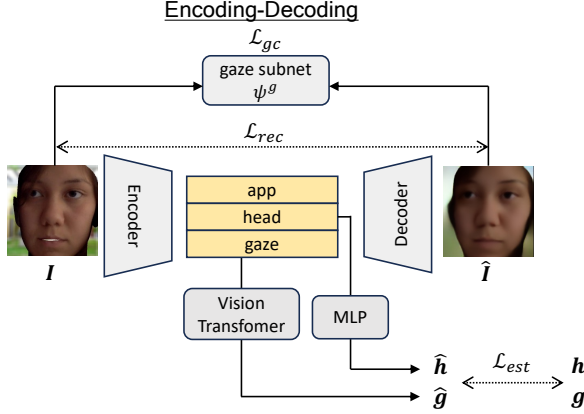 Encoding-Decoding
ℒ_gc
gaze subnet
ψ^g
ℒ_rec
Encoder
app
head
gaze
Decoder
I
Î
Vision
Transfomer
MLP
ĥ
ℒ_est
h
ĝ
g